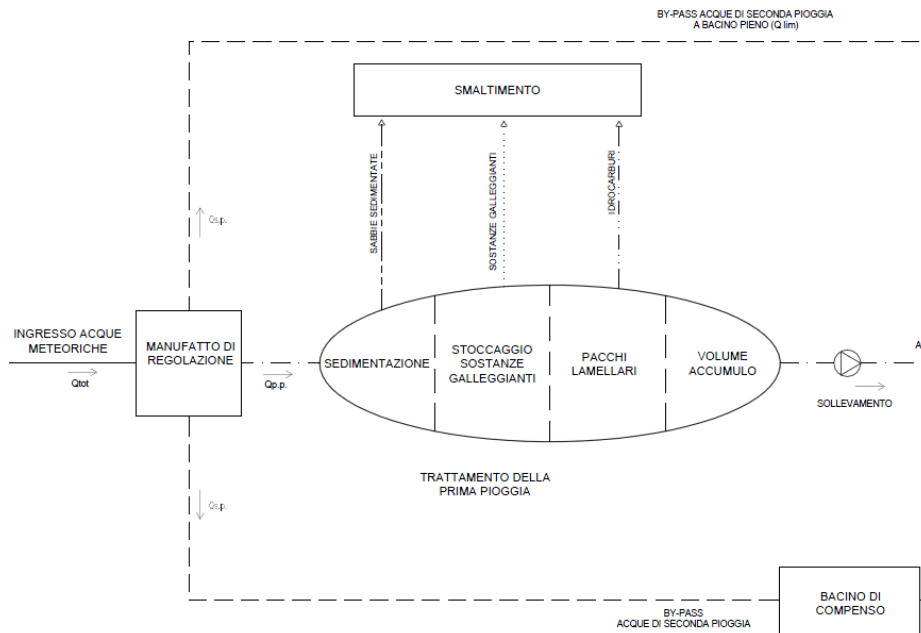 BY-PASS ACQUE DI SECONDA PIOGGIA
A BACINO PIENO (Q lim)
SMALTIMENTO
SABBIE SEDIMENTATE
SOSTANZE GALLEGGIANTI
IDROCARBURI
Qs.p.
INGRESSO ACQUE
METEORICHE
Qtot
MANUFATTO DI
REGOLAZIONE
Qp.p.
SEDIMENTAZIONE
STOCCAGGIO
SOSTANZE
GALLEGGIANTI
PACCHI
LAMELLARI
VOLUME
ACCUMULO
A
SOLLEVAMENTO
TRATTAMENTO DELLA
PRIMA PIOGGIA
Qs.p.
BACINO DI
COMPENSO
BY-PASS
ACQUE DI SECONDA PIOGGIA